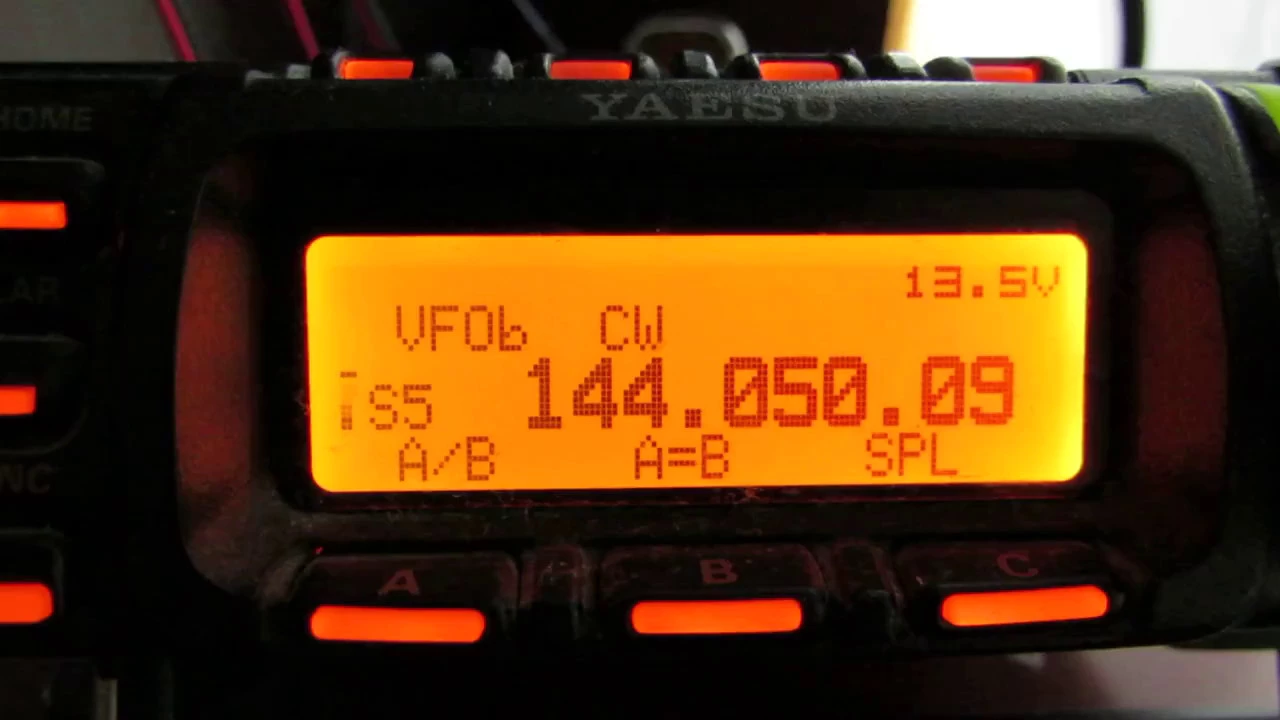 HOME
YAESU
13.5V
VFOb CW
S5 144.050.09
A/B A=B SPL
A B C